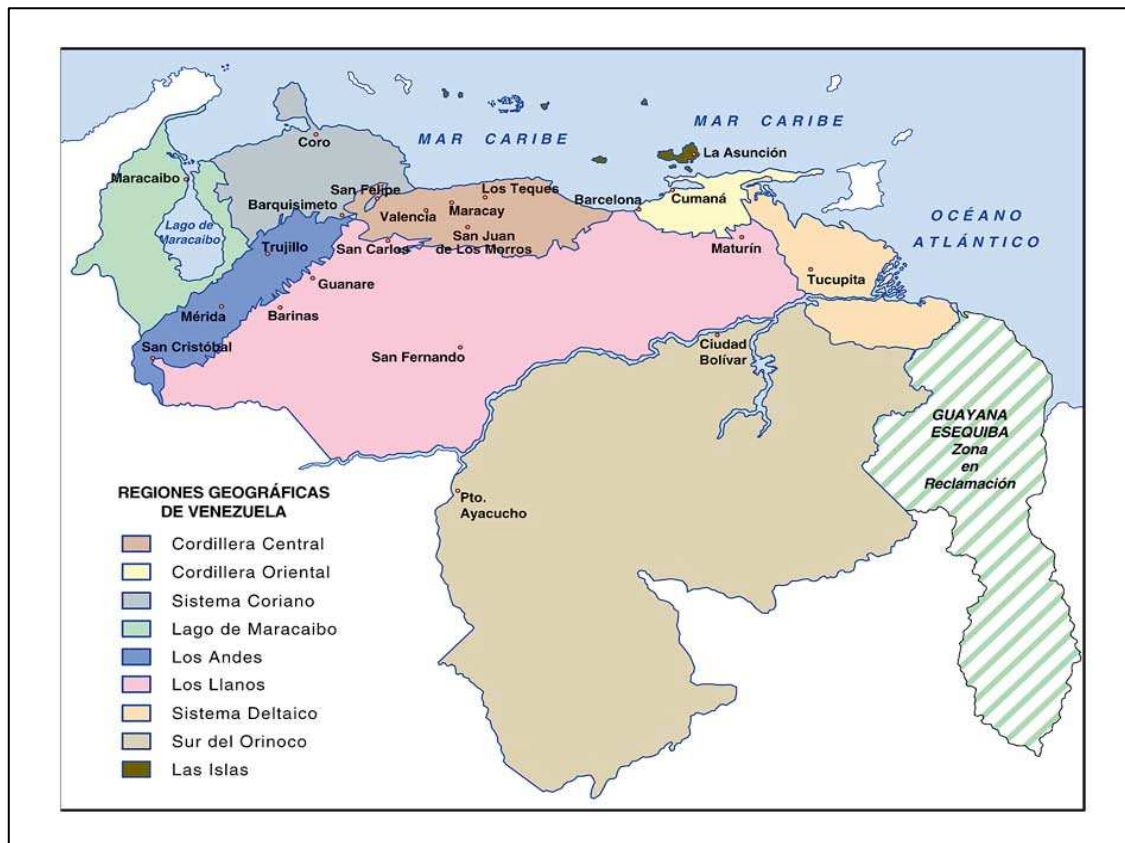 MAR CARIBE
MAR CARIBE
Coro
La Asunción
Maracaibo
San Felipe
Los Teques
Barcelona
Cumaná
Barquisimeto
Valencia
Maracay
OCÉANO
ATLÁNTICO
Lago de
Maracaibo
Trujillo
San Carlos
San Juan
de Los Morros
Maturín
Tucupita
Guanare
Mérida
Barinas
San Cristóbal
San Fernando
Ciudad
Bolívar
GUAYANA
ESEQUIBA
Zona
en
Reclamación
Pto.
Ayacucho
REGIONES GEOGRÁFICAS
DE VENEZUELA
Cordillera Central
Cordillera Oriental
Sistema Coriano
Lago de Maracaibo
Los Andes
Los Llanos
Sistema Deltaico
Sur del Orinoco
Las Islas